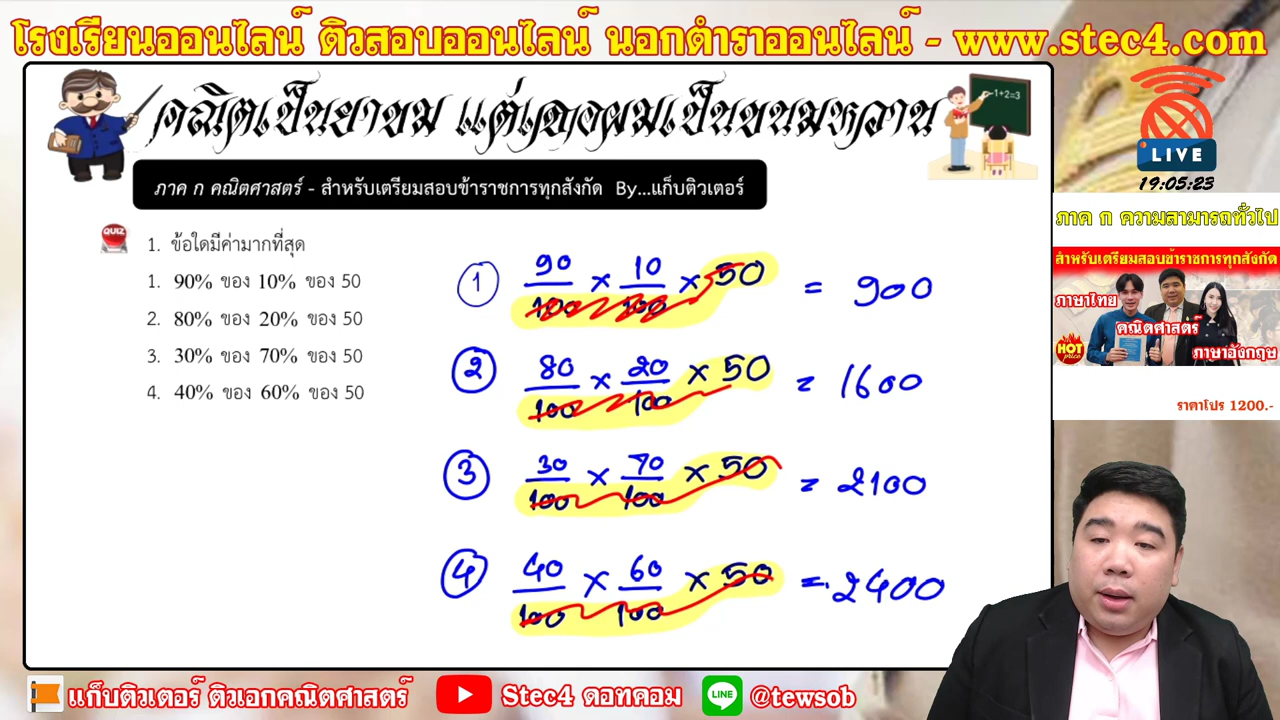 โรงเรียนออนไลน์ ติวสอบออนไลน์ นอกตำราออนไลน์ - www.stec4.com
คณิตเป็นยาขม แต่เธอผมเป็นขนมหวาน
1+2=3
LIVE
19:05:23
ภาค ก คณิตศาสตร์ - สำหรับเตรียมสอบข้าราชการทุกสังกัด By...แก็บติวเตอร์
ภาค ก ความสามารถทั่วไป
สำหรับเตรียมสอบข้าราชการทุกสังกัด
ภาษาไทย
คณิตศาสตร์
ภาษาอังกฤษ
HOT
price
ราคาโปร 1200.-
QUIZ
1. ข้อใดมีค่ามากที่สุด
1. 90% ของ 10% ของ 50
2. 80% ของ 20% ของ 50
3. 30% ของ 70% ของ 50
4. 40% ของ 60% ของ 50
1 90/100 × 10/100 × 50 = 900
2 80/100 × 20/100 × 50 = 1600
3 30/100 × 70/100 × 50 = 2100
4 40/100 × 60/100 × 50 = 2400
แก็บติวเตอร์ ติวเอกคณิตศาสตร์
Stec4 ดอทคอม
LINE
@tewsob